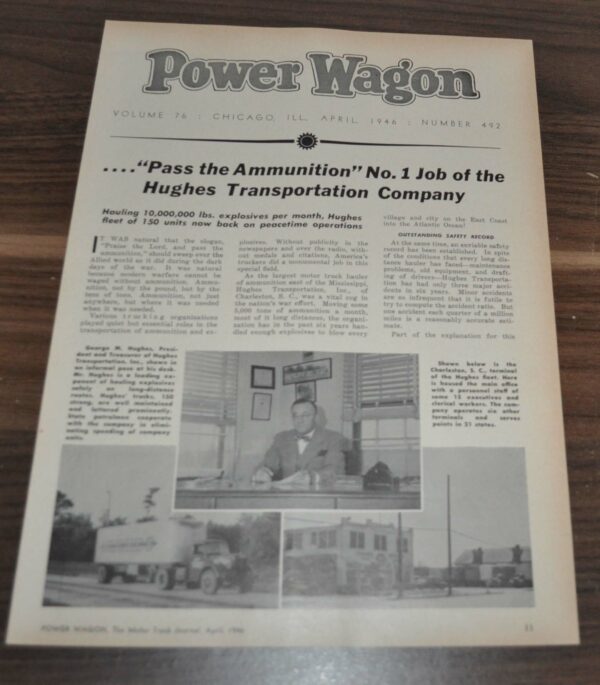 Power Wagon
VOLUME 76 : CHICAGO, ILL., APRIL, 1946 : NUMBER 492
...."Pass the Ammunition" No. 1 Job of the
Hughes Transportation Company
Hauling 10,000,000 lbs. explosives per month, Hughes
fleet of 150 units now back on peacetime operations
IT WAS natural that the slogan,
"Praise the Lord, and pass the
ammunition," should sweep over the
Allied world as it did during the dark
days of the war. It was natural
because modern warfare cannot be
waged without ammunition. Ammu-
nition, not by the pound, but by the
tens of tons. Ammunition, not just
anywhere, but where it was needed
when it was needed.
Various trucking organizations
played quiet but essential roles in the
transportation of ammunition and ex-
plosives. Without publicity in the
newspapers and over the radio, with-
out medals and citations, America's
truckers did a monumental job in this
special field.
As the largest motor truck hauler
of ammunition east of the Mississippi,
Hughes Transportation, Inc., of
Charleston, S. C., was a vital cog in
the nation's war effort. Moving some
5,000 tons of ammunition a month,
most of it long distances, the organi-
zation has in the past six years han-
dled enough explosives to blow every
village and city on the East Coast
into the Atlantic Ocean!
OUTSTANDING SAFETY RECORD
At the same time, an enviable safety
record has been established. In spite
of the conditions that every long dis-
tance hauler has faced—maintenance
problems, old equipment, and draft-
ing of drivers—Hughes Transporta-
tion has had only three major acci-
dents in six years. Minor accidents
are so infrequent that it is futile to
try to compute the accident ratio. But
one accident each quarter of a million
miles is a reasonably accurate esti-
mate.
Part of the explanation for this
George M. Hughes, Presi-
dent and Treasurer of Hughes
Transportation, Inc., shown in
an informal pose at his desk.
Mr. Hughes is a leading ex-
ponent of hauling explosives
safely on long-distance
routes. Hughes' trucks, 150
strong, are well maintained
and lettered prominently.
State patrolmen cooperate
with the company in elimi-
nating speeding of company
units.
Shown below is the
Charleston, S. C., terminal
of the Hughes fleet. Here
is housed the main office
with a personnel staff of
some 15 executives and
clerical workers. The com-
pany operates six other
terminals and serves
points in 21 states.
POWER WAGON, The Motor Truck Journal, April, 1946
11